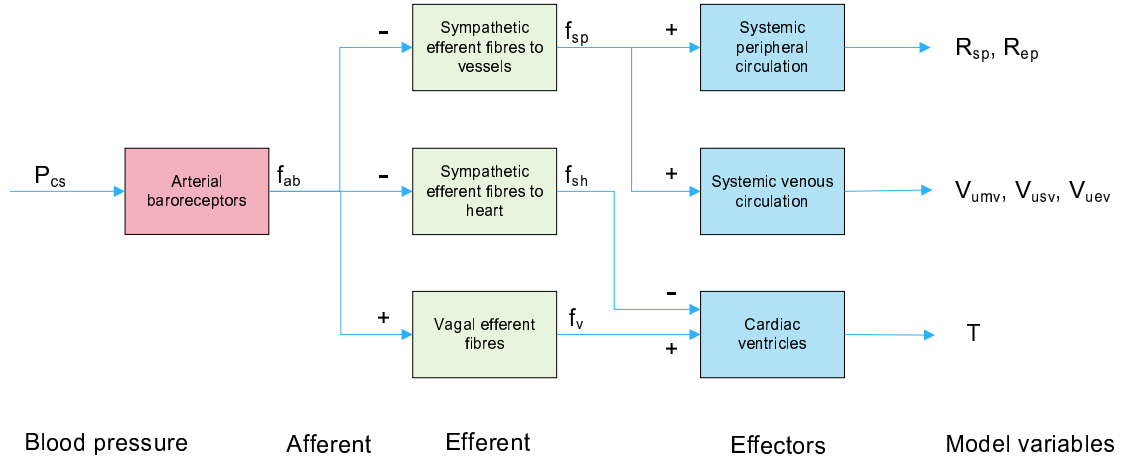 Sympathetic
efferent fibres to
vessels
-
f_sp
+
Systemic
peripheral
circulation
R_sp, R_ep
P_cs
Arterial
baroreceptors
f_ab
-
Sympathetic
efferent fibres to
heart
f_sh
+
Systemic venous
circulation
V_umv, V_usv, V_uev
+
Vagal efferent
fibres
f_v
-
+
Cardiac
ventricles
T
Blood pressure
Afferent
Efferent
Effectors
Model variables